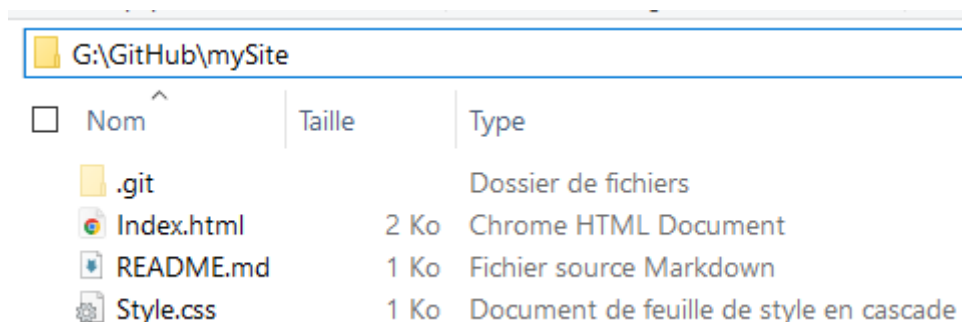 G:\GitHub\mySite
Nom Taille Type
.git Dossier de fichiers
Index.html 2 Ko Chrome HTML Document
README.md 1 Ko Fichier source Markdown
Style.css 1 Ko Document de feuille de style en cascade